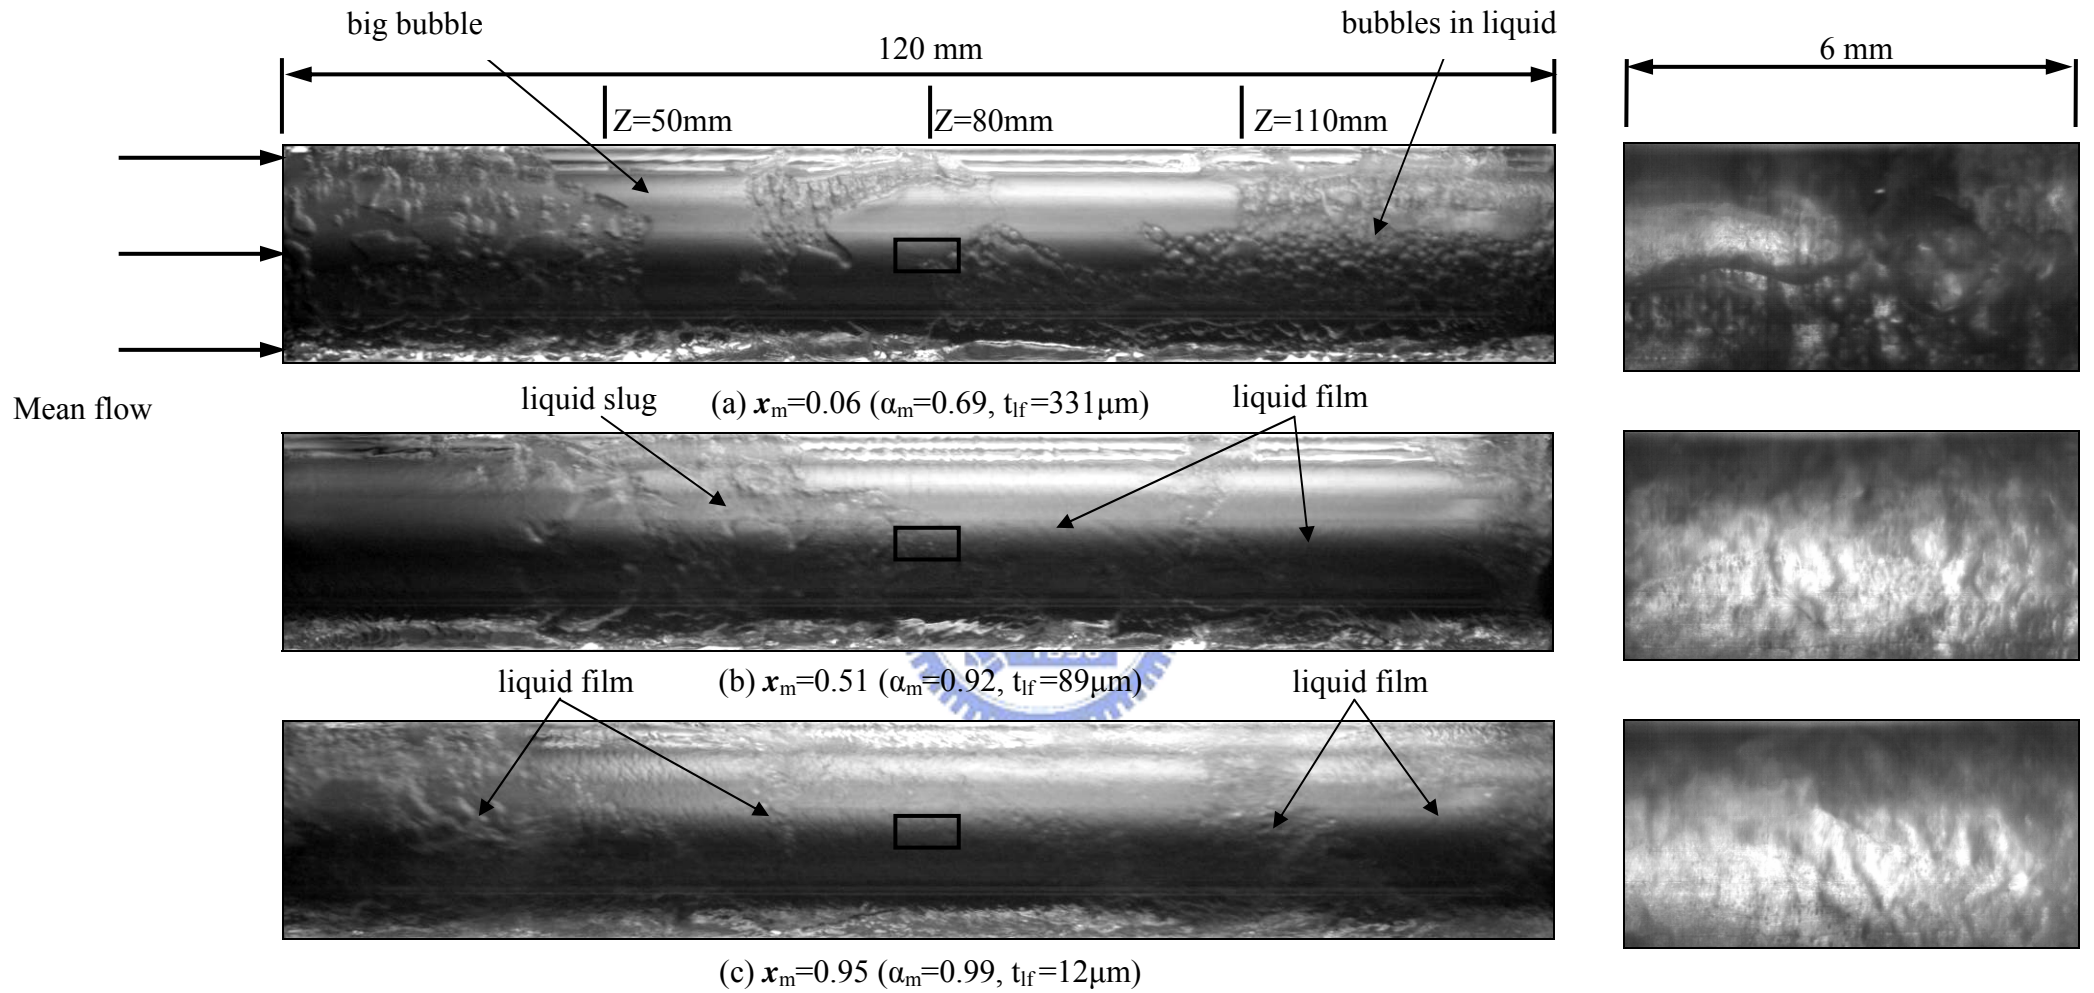 big bubble
bubbles in liquid
120 mm
6 mm
Z=50mm
Z=80mm
Z=110mm
Mean flow
liquid slug
(a) xm=0.06 (αm=0.69, tlf=331μm)
liquid film
liquid film
(b) xm=0.51 (αm=0.92, tlf=89μm)
liquid film
(c) xm=0.95 (αm=0.99, tlf=12μm)